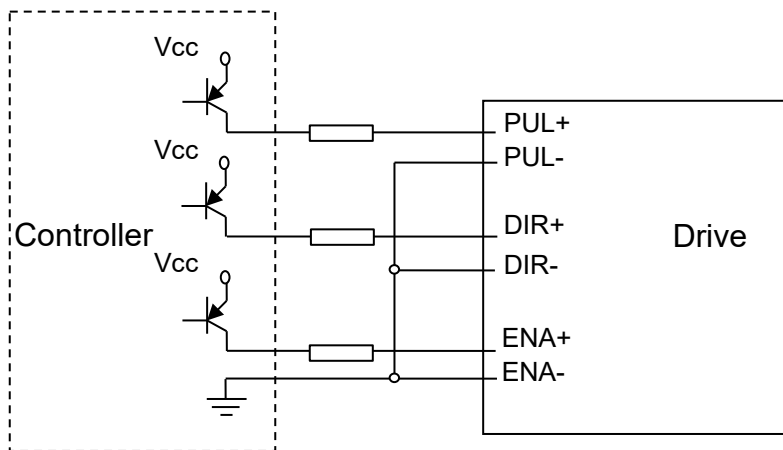 Vcc
PUL+
PUL-
Vcc
DIR+
Controller
Drive
Vcc
DIR-
ENA+
ENA-